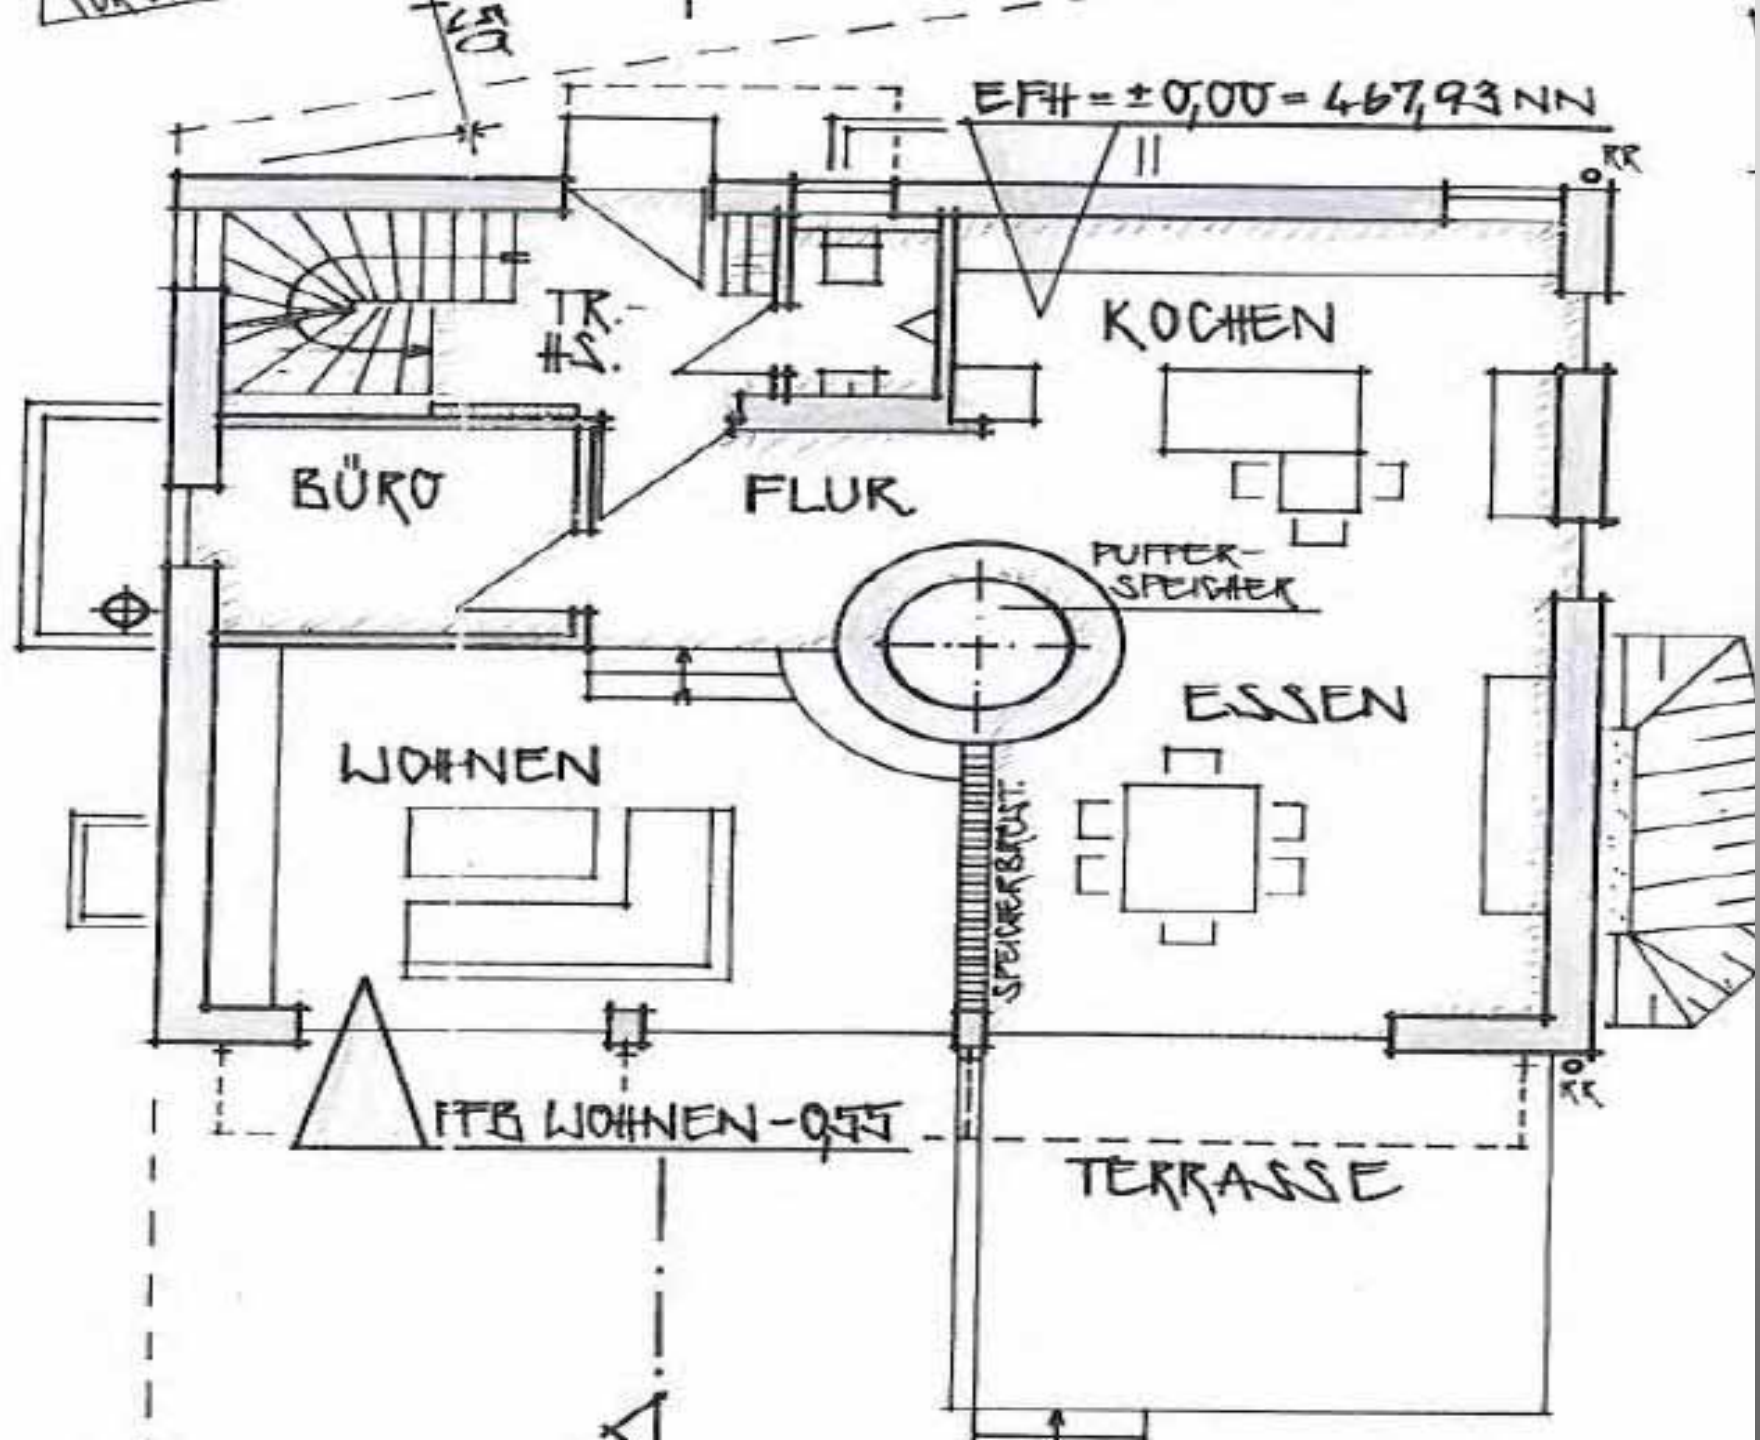 EFH = ± 0,00 = 467,93 NN
RR
TR.-
HS.
KOCHEN
BÜRO
FLUR
PUFFER-
SPEICHER
ESSEN
WOHNEN
SPEICHERBRÜST.
RR
FFB WOHNEN -0,55
TERRASSE